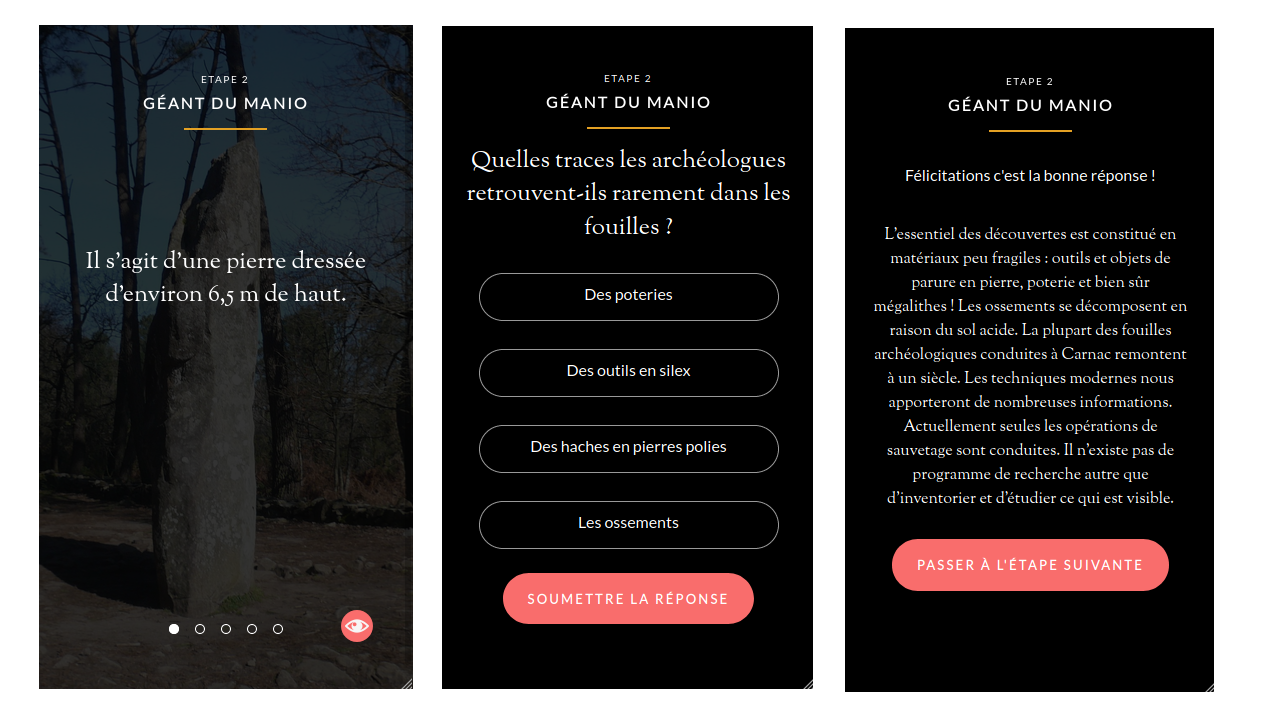 ETAPE 2
GÉANT DU MANIO
Il s'agit d'une pierre dressée
d'environ 6,5 m de haut.
ETAPE 2
GÉANT DU MANIO
Quelles traces les archéologues
retrouvent-ils rarement dans les
fouilles ?
Des poteries
Des outils en silex
Des haches en pierres polies
Les ossements
SOUMETTRE LA RÉPONSE
ETAPE 2
GÉANT DU MANIO
Félicitations c'est la bonne réponse !
L'essentiel des découvertes est constitué en
matériaux peu fragiles : outils et objets de
parure en pierre, poterie et bien sûr
mégalithes ! Les ossements se décomposent en
raison du sol acide. La plupart des fouilles
archéologiques conduites à Carnac remontent
à un siècle. Les techniques modernes nous
apporteront de nombreuses informations.
Actuellement seules les opérations de
sauvetage sont conduites. Il n'existe pas de
programme de recherche autre que
d'inventorier et d'étudier ce qui est visible.
PASSER À L'ÉTAPE SUIVANTE